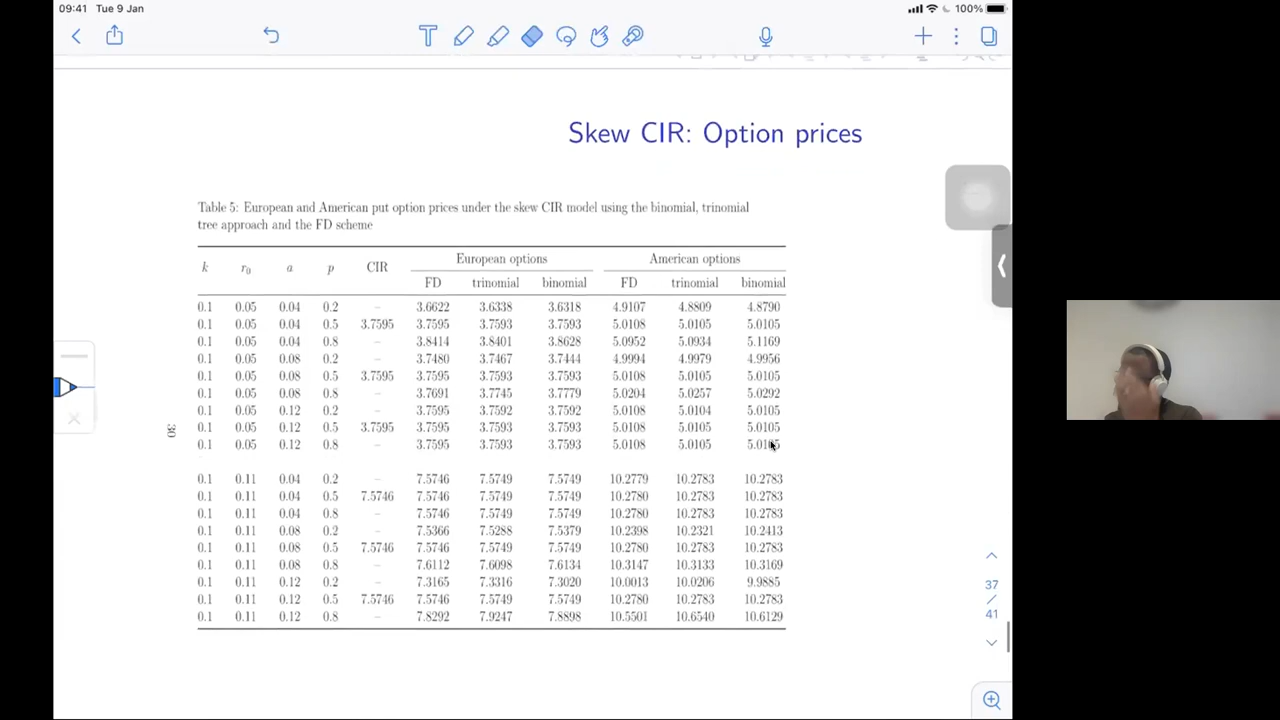 09:41 Tue 9 Jan
100%
Skew CIR: Option prices
Table 5: European and American put option prices under the skew CIR model using the binomial, trinomial
tree approach and the FD scheme
European options American options
k r0 a p CIR
FD trinomial binomial FD trinomial binomial
0.1 0.05 0.04 0.2 – 3.6622 3.6338 3.6318 4.9107 4.8809 4.8790
0.1 0.05 0.04 0.5 3.7595 3.7595 3.7593 3.7593 5.0108 5.0105 5.0105
0.1 0.05 0.04 0.8 – 3.8414 3.8401 3.8628 5.0952 5.0934 5.1169
0.1 0.05 0.08 0.2 – 3.7480 3.7467 3.7444 4.9994 4.9979 4.9956
0.1 0.05 0.08 0.5 3.7595 3.7595 3.7593 3.7593 5.0108 5.0105 5.0105
0.1 0.05 0.08 0.8 – 3.7691 3.7745 3.7779 5.0204 5.0257 5.0292
0.1 0.05 0.12 0.2 – 3.7595 3.7592 3.7592 5.0108 5.0104 5.0105
0.1 0.05 0.12 0.5 3.7595 3.7595 3.7593 3.7593 5.0108 5.0105 5.0105
0.1 0.05 0.12 0.8 – 3.7595 3.7593 3.7593 5.0108 5.0105 5.0105
30
0.1 0.11 0.04 0.2 – 7.5746 7.5749 7.5749 10.2779 10.2783 10.2783
0.1 0.11 0.04 0.5 7.5746 7.5746 7.5749 7.5749 10.2780 10.2783 10.2783
0.1 0.11 0.04 0.8 – 7.5746 7.5749 7.5749 10.2780 10.2783 10.2783
0.1 0.11 0.08 0.2 – 7.5366 7.5288 7.5379 10.2398 10.2321 10.2413
0.1 0.11 0.08 0.5 7.5746 7.5746 7.5749 7.5749 10.2780 10.2783 10.2783
0.1 0.11 0.08 0.8 – 7.6112 7.6098 7.6134 10.3147 10.3133 10.3169
0.1 0.11 0.12 0.2 – 7.3165 7.3316 7.3020 10.0013 10.0206 9.9885
0.1 0.11 0.12 0.5 7.5746 7.5746 7.5749 7.5749 10.2780 10.2783 10.2783
0.1 0.11 0.12 0.8 – 7.8292 7.9247 7.8898 10.5501 10.6540 10.6129
37
/
41